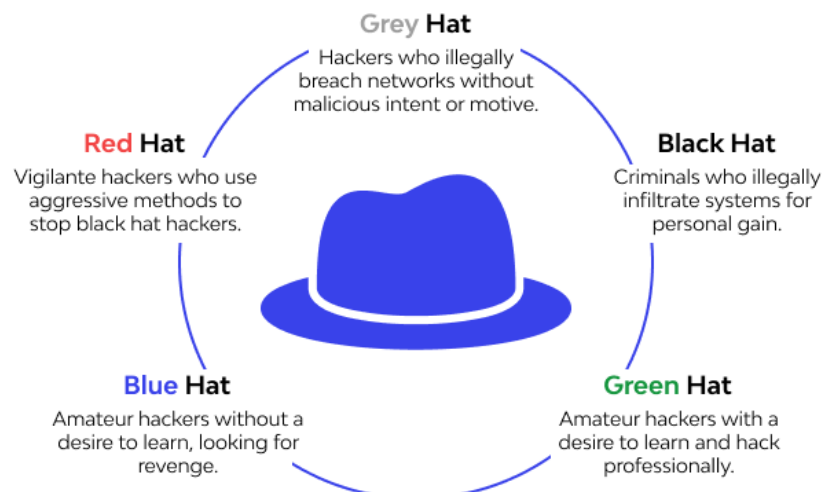 Grey Hat
Hackers who illegally
breach networks without
malicious intent or motive.
Red Hat
Vigilante hackers who use
aggressive methods to
stop black hat hackers.
Black Hat
Criminals who illegally
infiltrate systems for
personal gain.
Blue Hat
Amateur hackers without a
desire to learn, looking for
revenge.
Green Hat
Amateur hackers with a
desire to learn and hack
professionally.